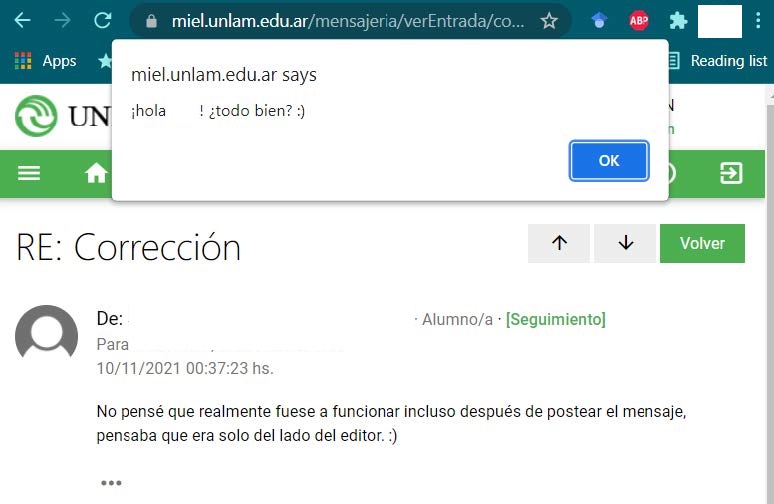 miel.unlam.edu.ar/mensajeria/verEntrada/co...
ABP
Apps
Reading list
miel.unlam.edu.ar says
¡hola ! ¿todo bien? :)
OK
UN
N
n
RE: Corrección
Volver
De:
· Alumno/a · [Seguimiento]
Para
10/11/2021 00:37:23 hs.
No pensé que realmente fuese a funcionar incluso después de postear el mensaje,
pensaba que era solo del lado del editor. :)